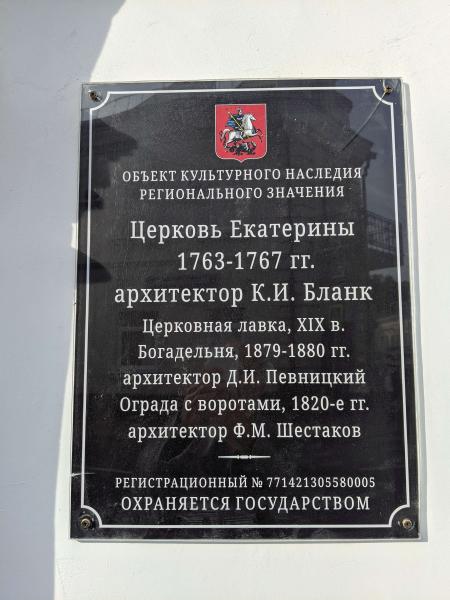 ОБЪЕКТ КУЛЬТУРНОГО НАСЛЕДИЯ
РЕГИОНАЛЬНОГО ЗНАЧЕНИЯ
Церковь Екатерины
1763-1767 гг.
архитектор К.И. Бланк
Церковная лавка, XIX в.
Богадельня, 1879-1880 гг.
архитектор Д.И. Певницкий
Ограда с воротами, 1820-е гг.
архитектор Ф.М. Шестаков
РЕГИСТРАЦИОННЫЙ № 771421305580005
ОХРАНЯЕТСЯ ГОСУДАРСТВОМ